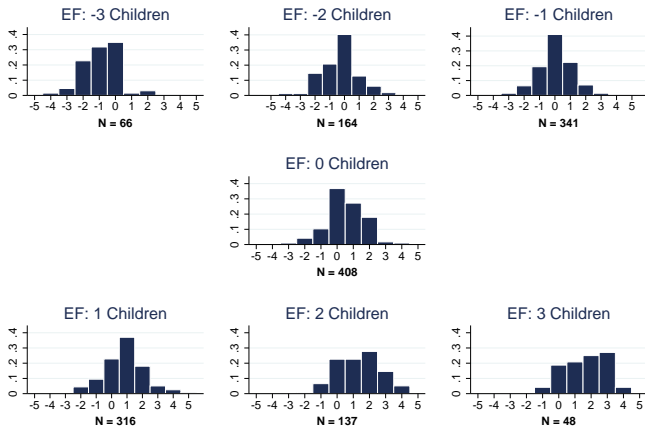 EF: -3 Children
0 .1 .2 .3 .4
-5 -4 -3 -2 -1 0 1 2 3 4 5
N = 66
EF: -2 Children
0 .1 .2 .3 .4
-5 -4 -3 -2 -1 0 1 2 3 4 5
N = 164
EF: -1 Children
0 .1 .2 .3 .4
-5 -4 -3 -2 -1 0 1 2 3 4 5
N = 341
EF: 0 Children
0 .1 .2 .3 .4
-5 -4 -3 -2 -1 0 1 2 3 4 5
N = 408
EF: 1 Children
0 .1 .2 .3 .4
-5 -4 -3 -2 -1 0 1 2 3 4 5
N = 316
EF: 2 Children
0 .1 .2 .3 .4
-5 -4 -3 -2 -1 0 1 2 3 4 5
N = 137
EF: 3 Children
0 .1 .2 .3 .4
-5 -4 -3 -2 -1 0 1 2 3 4 5
N = 48